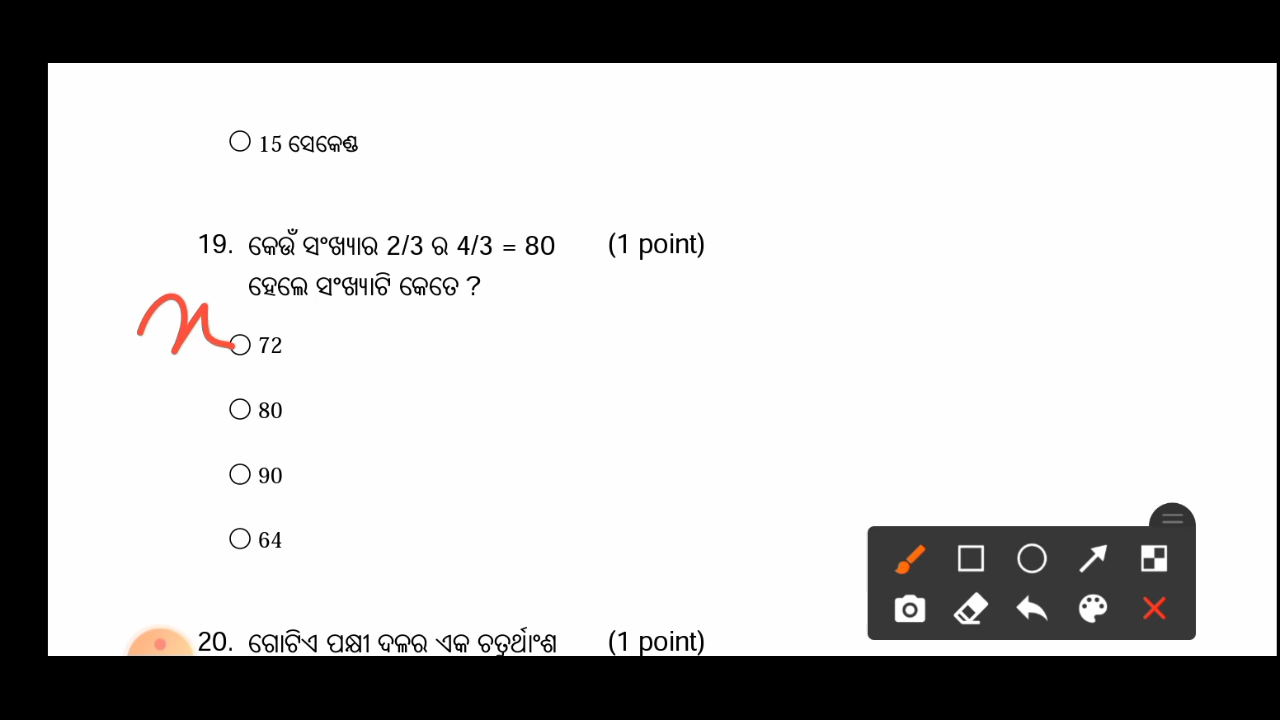 15 ସେକେଣ୍ଡ
19. କେଉଁ ସଂଖ୍ୟାର 2/3 ର 4/3 = 80 (1 point)
ହେଲେ ସଂଖ୍ୟାଟି କେତେ ?
x
72
80
90
64
20. ଗୋଟିଏ ପକ୍ଷୀ ଦଳର ଏକ ଚତୁର୍ଥାଂଶ (1 point)